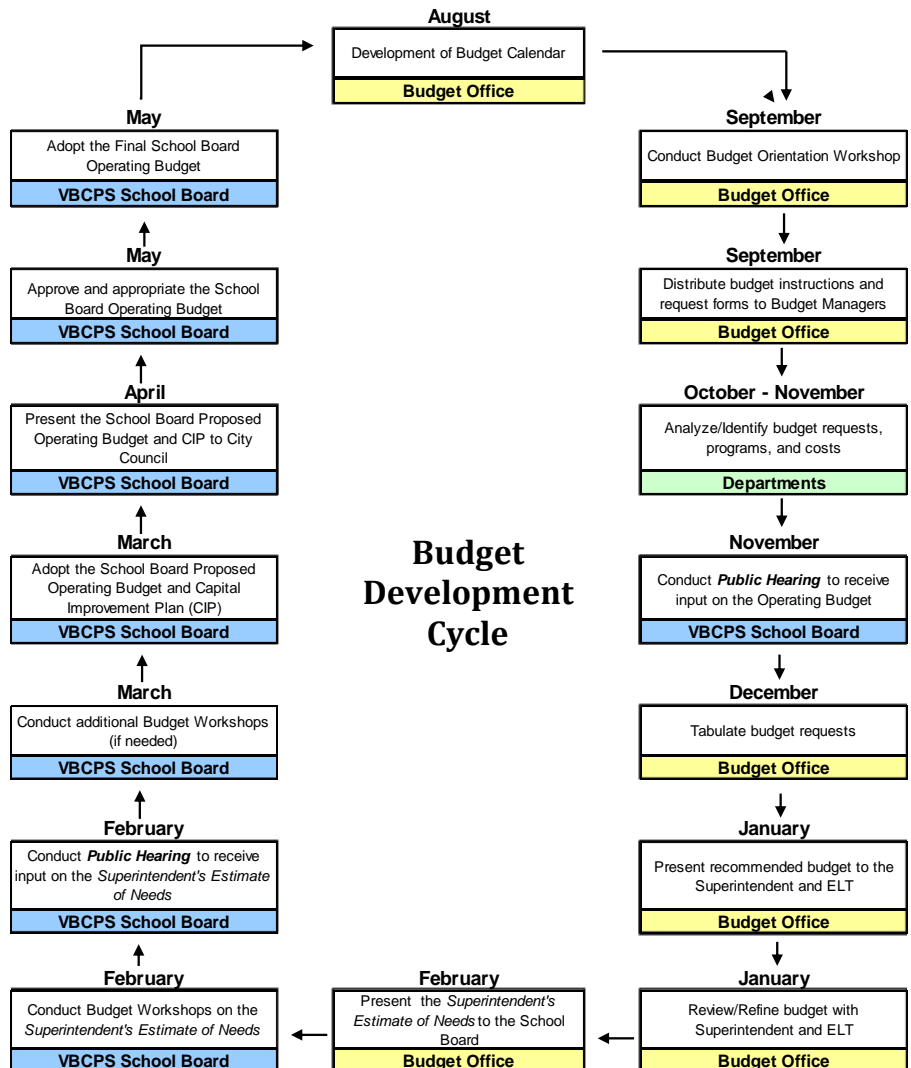 August
Development of Budget Calendar
Budget Office
September
Conduct Budget Orientation Workshop
Budget Office
September
Distribute budget instructions and
request forms to Budget Managers
Budget Office
October - November
Analyze/Identify budget requests,
programs, and costs
Departments
November
Conduct Public Hearing to receive
input on the Operating Budget
VBCPS School Board
December
Tabulate budget requests
Budget Office
January
Present recommended budget to the
Superintendent and ELT
Budget Office
January
Review/Refine budget with
Superintendent and ELT
Budget Office
February
Present the Superintendent's
Estimate of Needs to the School
Board
Budget Office
February
Conduct Budget Workshops on the
Superintendent's Estimate of Needs
VBCPS School Board
February
Conduct Public Hearing to receive
input on the Superintendent's Estimate
of Needs
VBCPS School Board
March
Conduct additional Budget Workshops
(if needed)
VBCPS School Board
March
Adopt the School Board Proposed
Operating Budget and Capital
Improvement Plan (CIP)
VBCPS School Board
April
Present the School Board Proposed
Operating Budget and CIP to City
Council
VBCPS School Board
May
Approve and appropriate the School
Board Operating Budget
VBCPS School Board
May
Adopt the Final School Board
Operating Budget
VBCPS School Board
Budget
Development
Cycle